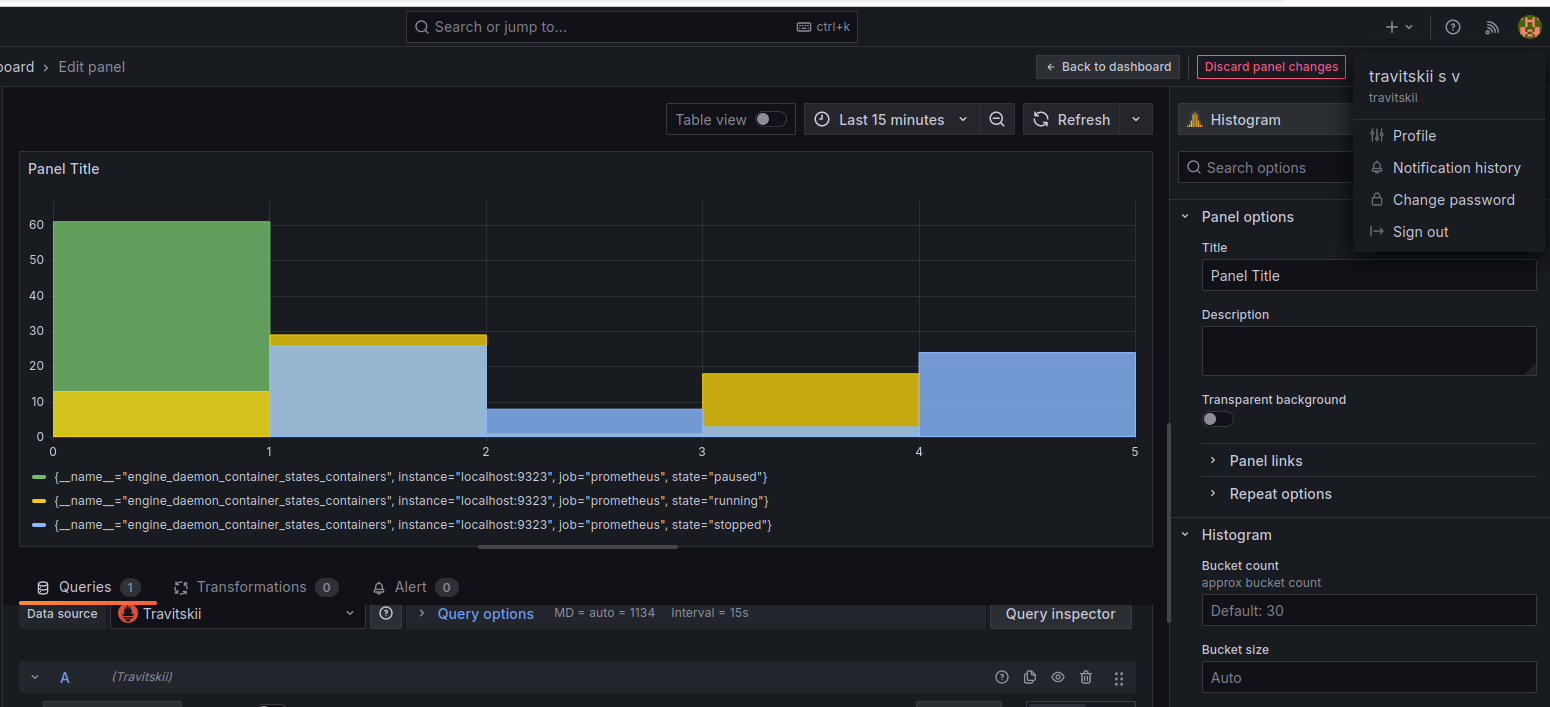 Search or jump to...
ctrl+k
board › Edit panel
Back to dashboard
Discard panel changes
travitskii s v
travitskii
Profile
Notification history
Change password
Sign out
Table view
Last 15 minutes
Refresh
Histogram
Search options
Panel Title
60
50
40
30
20
10
0
0 1 2 3 4 5
{__name__="engine_daemon_container_states_containers", instance="localhost:9323", job="prometheus", state="paused"}
{__name__="engine_daemon_container_states_containers", instance="localhost:9323", job="prometheus", state="running"}
{__name__="engine_daemon_container_states_containers", instance="localhost:9323", job="prometheus", state="stopped"}
Queries 1
Transformations 0
Alert 0
Data source
Travitskii
Query options
MD = auto = 1134
Interval = 15s
Query inspector
A
(Travitskii)
Panel options
Title
Panel Title
Description
Transparent background
Panel links
Repeat options
Histogram
Bucket count
approx bucket count
Default: 30
Bucket size
Auto